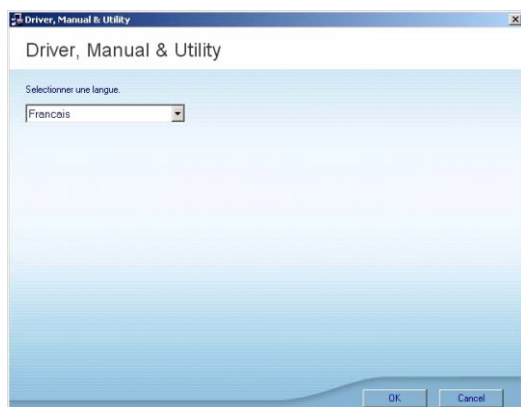 Driver, Manual & Utility
Driver, Manual & Utility
Selectionner une langue.
Francais
OK
Cancel